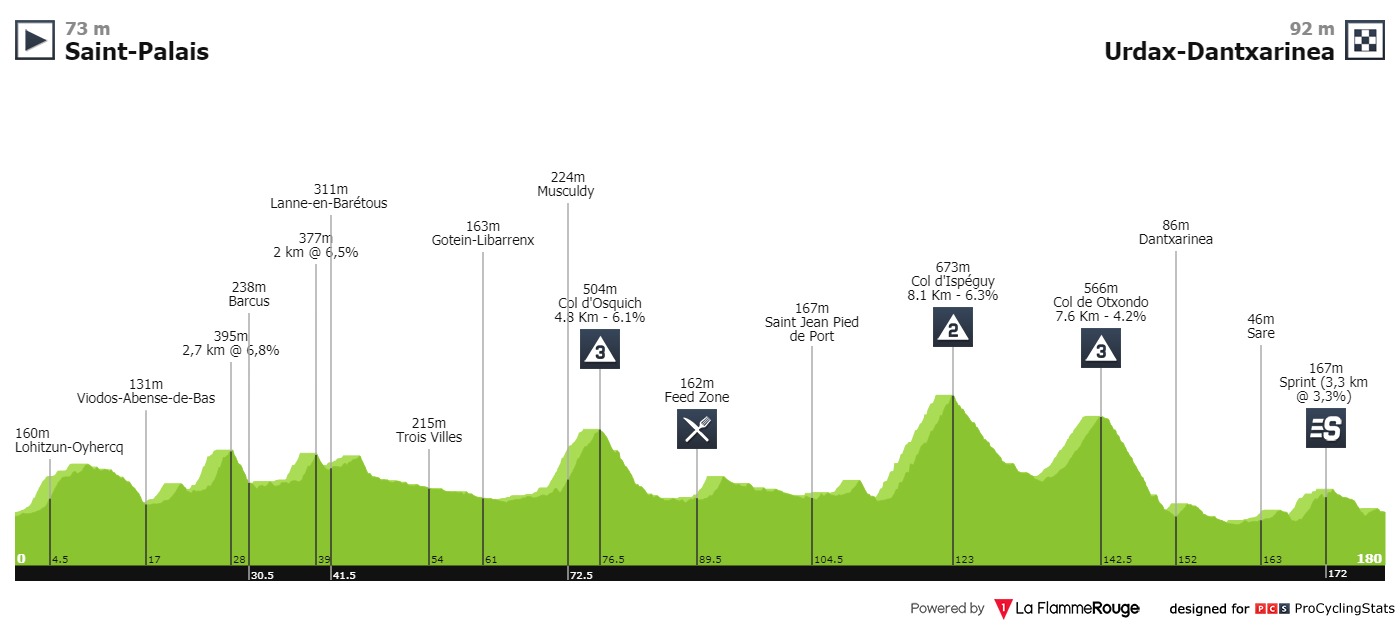 73 m
Saint-Palais
92 m
Urdax-Dantxarinea
160m
Lohitzun-Oyhercq
131m
Viodos-Abense-de-Bas
395m
2,7 km @ 6,8%
238m
Barcus
377m
2 km @ 6,5%
311m
Lanne-en-Barétous
215m
Trois Villes
163m
Gotein-Libarrenx
224m
Musculdy
504m
Col d'Osquich
4.8 Km - 6.1%
3
162m
Feed Zone
167m
Saint Jean Pied
de Port
673m
Col d'Ispéguy
8.1 Km - 6.3%
2
566m
Col de Otxondo
7.6 Km - 4.2%
3
86m
Dantxarinea
46m
Sare
167m
Sprint (3,3 km
@ 3,3%)
S
0 4.5 17 28 39 54 61 76.5 89.5 104.5 123 142.5 152 163 180
30.5 41.5 72.5 172
Powered by 1 La FlammeRouge designed for PCS ProCyclingStats